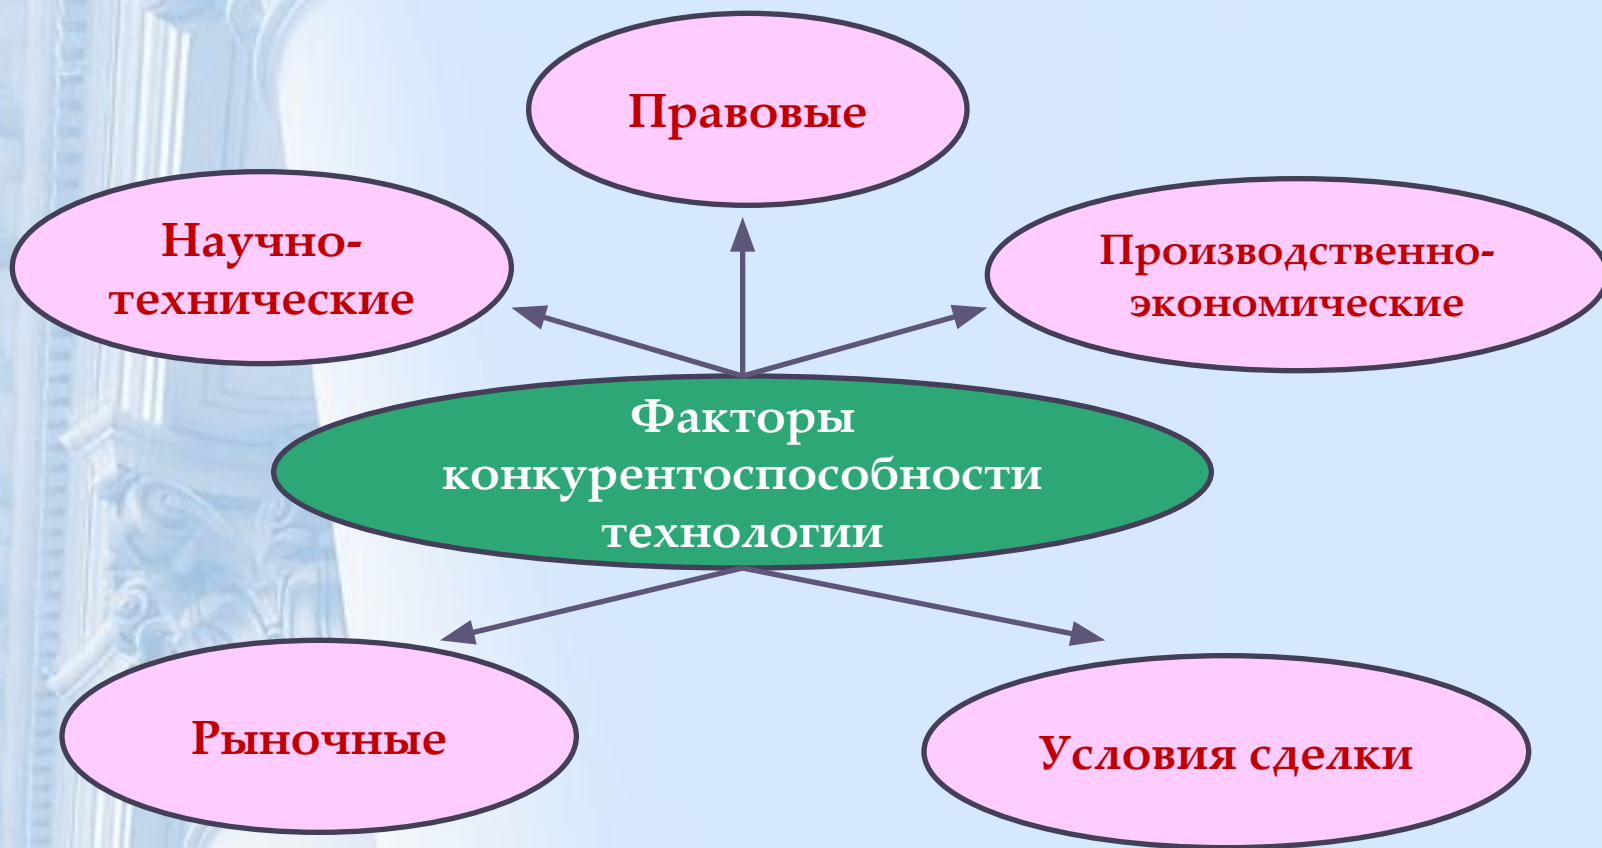 Правовые
Научно-
технические
Производственно-
экономические
Факторы
конкурентоспособности
технологии
Рыночные
Условия сделки